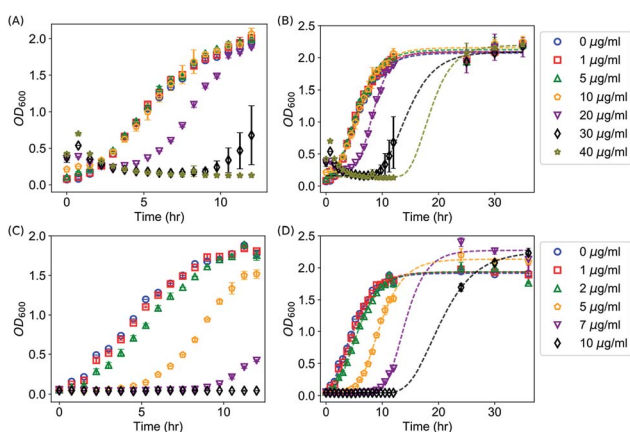 (A)
OD600
2.0
1.5
1.0
0.5
0.0
0
5
10
Time (hr)
(B)
OD600
2.5
2.0
1.5
1.0
0.5
0.0
0
10
20
30
Time (hr)
0 μg/ml
1 μg/ml
5 μg/ml
10 μg/ml
20 μg/ml
30 μg/ml
40 μg/ml
(C)
OD600
2.0
1.5
1.0
0.5
0.0
0
5
10
Time (hr)
(D)
OD600
2.5
2.0
1.5
1.0
0.5
0.0
0
10
20
30
Time (hr)
0 μg/ml
1 μg/ml
2 μg/ml
5 μg/ml
7 μg/ml
10 μg/ml